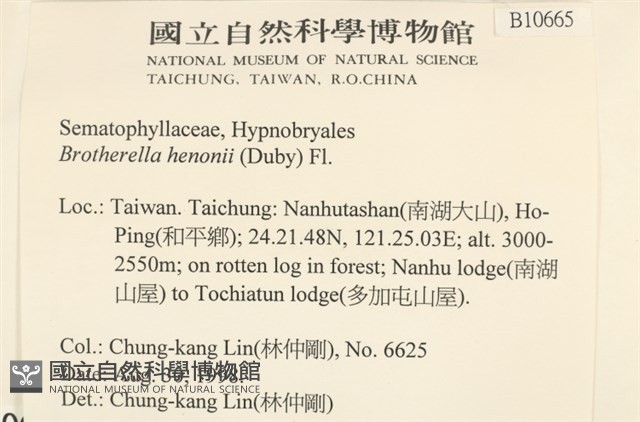 B10665
國立自然科學博物館
NATIONAL MUSEUM OF NATURAL SCIENCE
TAICHUNG, TAIWAN, R.O.CHINA
Sematophyllaceae, Hypnobryales
Brotherella henonii (Duby) Fl.
Loc.: Taiwan. Taichung: Nanhutashan(南湖大山), Ho-
Ping(和平鄉); 24.21.48N, 121.25.03E; alt. 3000-
2550m; on rotten log in forest; Nanhu lodge(南湖
山屋) to Tochiatun lodge(多加屯山屋).
Col.: Chung-kang Lin(林仲剛), No. 6625
Date: Aug. 30, 1998.
國立自然科學博物館
NATIONAL MUSEUM OF NATURAL SCIENCE
Det.: Chung-kang Lin(林仲剛)